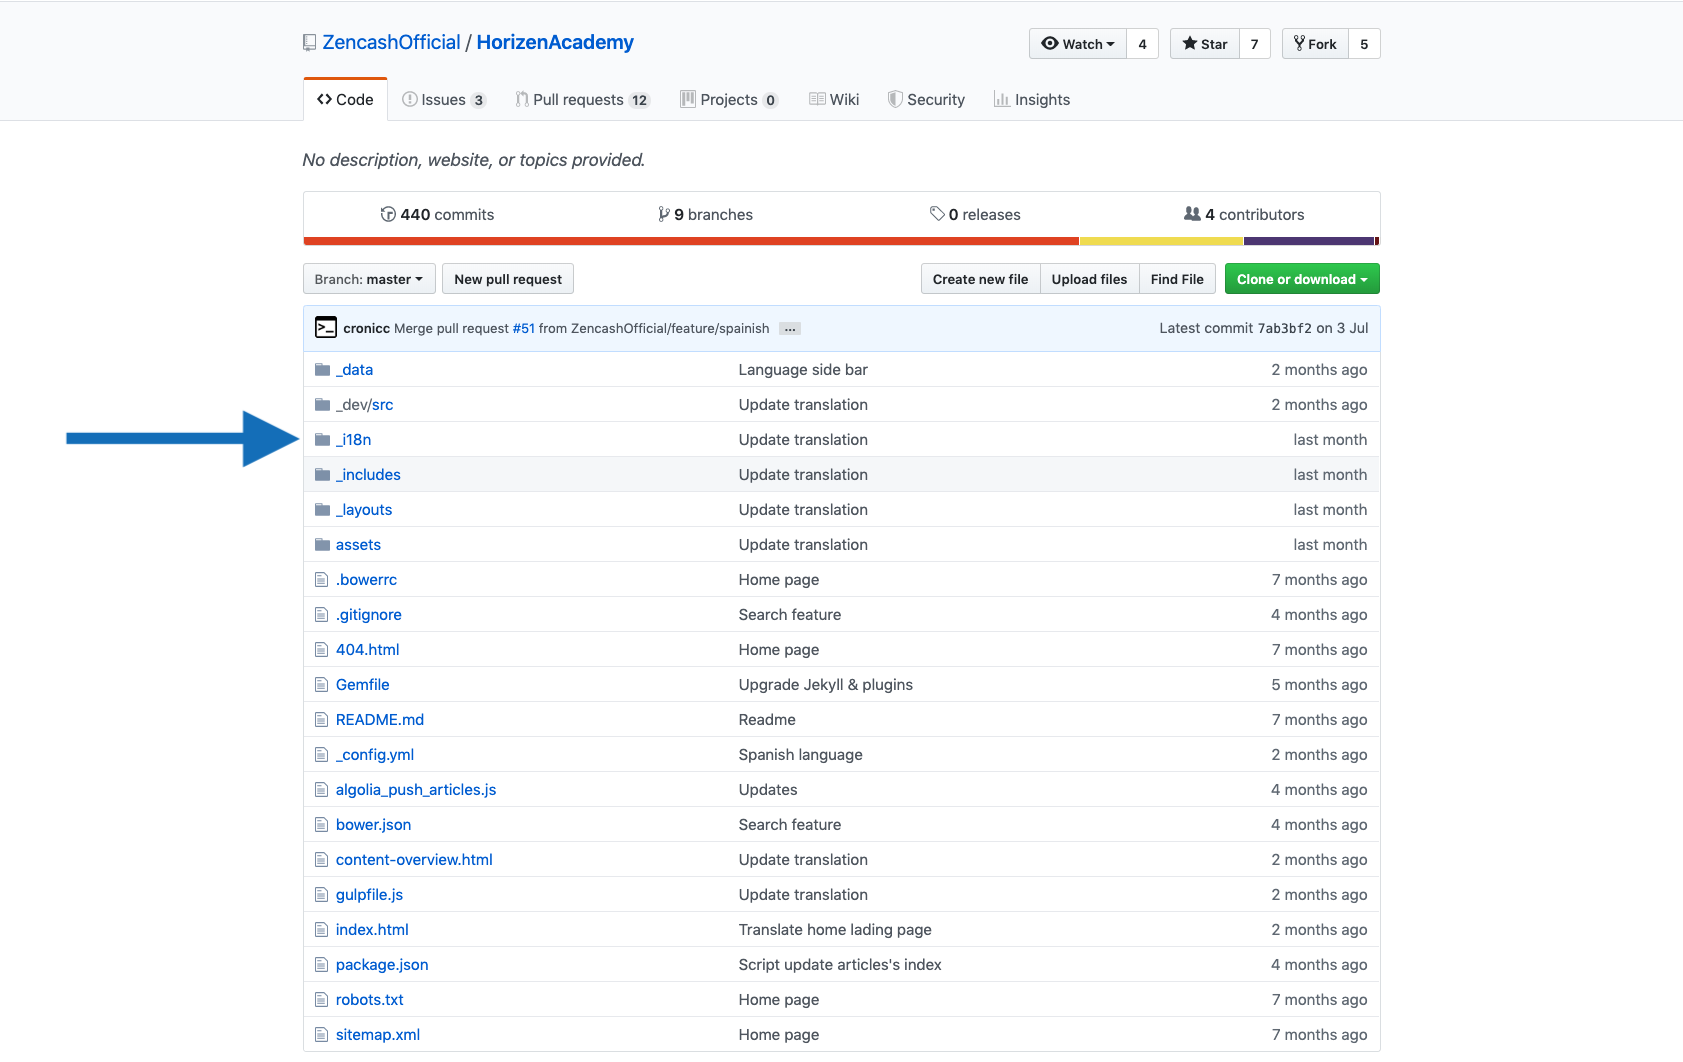 ZencashOfficial / HorizenAcademy
Watch 4 Star 7 Fork 5
Code Issues 3 Pull requests 12 Projects 0 Wiki Security Insights
No description, website, or topics provided.
440 commits 9 branches 0 releases 4 contributors
Branch: master New pull request Create new file Upload files Find File Clone or download
cronicc Merge pull request #51 from ZencashOfficial/feature/spainish ... Latest commit 7ab3bf2 on 3 Jul
_data Language side bar 2 months ago
_dev/src Update translation 2 months ago
_i18n Update translation last month
_includes Update translation last month
_layouts Update translation last month
assets Update translation last month
.bowerrc Home page 7 months ago
.gitignore Search feature 4 months ago
404.html Home page 7 months ago
Gemfile Upgrade Jekyll & plugins 5 months ago
README.md Readme 7 months ago
_config.yml Spanish language 2 months ago
algolia_push_articles.js Updates 4 months ago
bower.json Search feature 4 months ago
content-overview.html Update translation 2 months ago
gulpfile.js Update translation 2 months ago
index.html Translate home lading page 2 months ago
package.json Script update articles's index 4 months ago
robots.txt Home page 7 months ago
sitemap.xml Home page 7 months ago